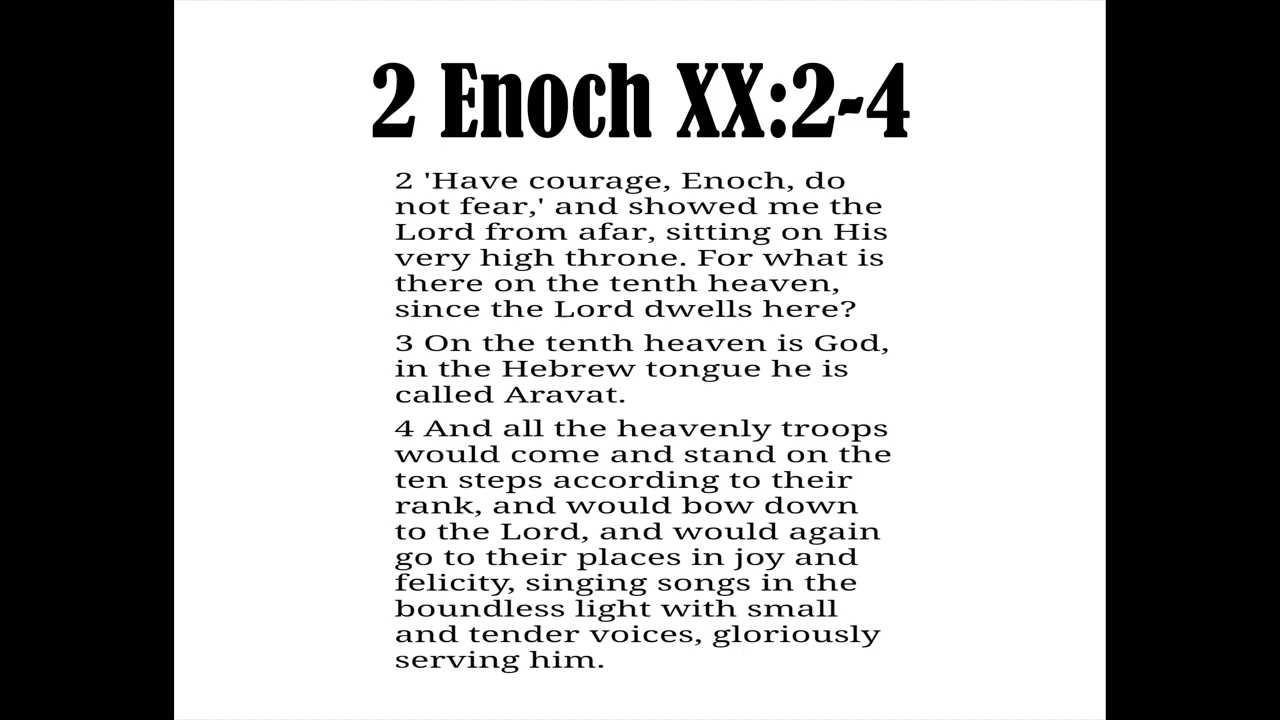 2 Enoch XX:2-4
2 'Have courage, Enoch, do
not fear,' and showed me the
Lord from afar, sitting on His
very high throne. For what is
there on the tenth heaven,
since the Lord dwells here?
3 On the tenth heaven is God,
in the Hebrew tongue he is
called Aravat.
4 And all the heavenly troops
would come and stand on the
ten steps according to their
rank, and would bow down
to the Lord, and would again
go to their places in joy and
felicity, singing songs in the
boundless light with small
and tender voices, gloriously
serving him.